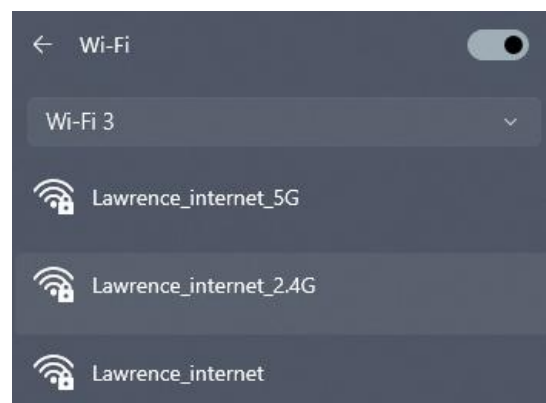 Wi-Fi
Wi-Fi 3
Lawrence_internet_5G
Lawrence_internet_2.4G
Lawrence_internet